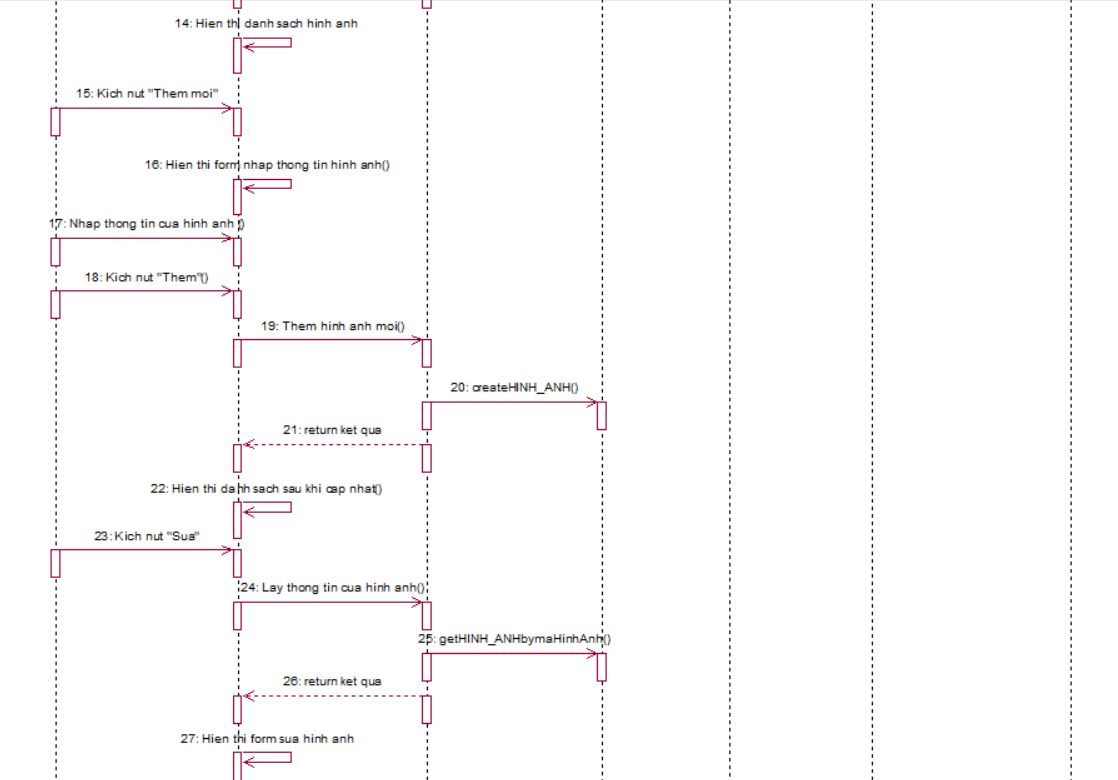 14: Hien thi danh sach hinh anh
15: Kich nut "Them moi"
16: Hien thi form nhap thong tin hinh anh()
17: Nhap thong tin cua hinh anh ()
18: Kich nut "Them"()
19: Them hinh anh moi()
20: createHINH_ANH()
21: return ket qua
22: Hien thi danh sach sau khi cap nhat()
23: Kich nut "Sua"
24: Lay thong tin cua hinh anh()
25: getHINH_ANHbymaHinhAnh()
26: return ket qua
27: Hien thi form sua hinh anh